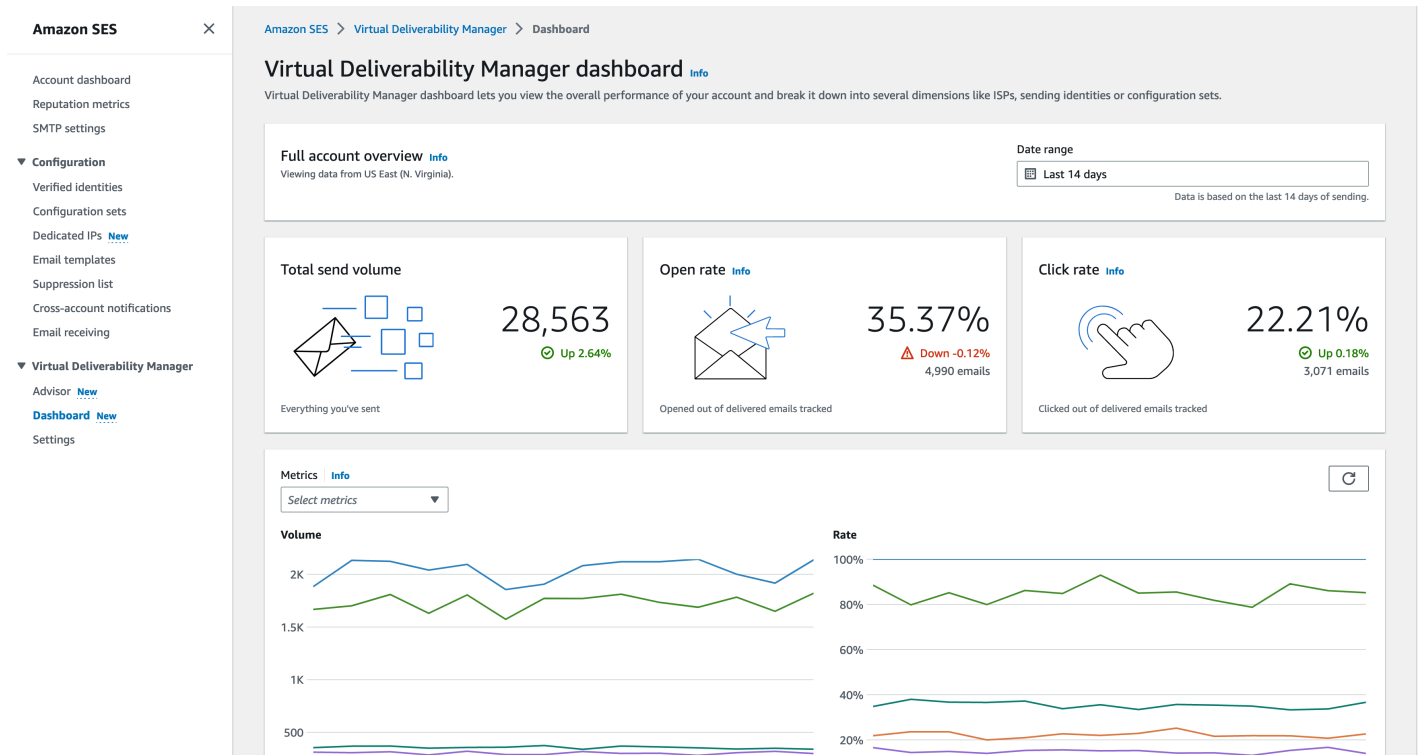 Amazon SES
Account dashboard
Reputation metrics
SMTP settings
Configuration
Verified identities
Configuration sets
Dedicated IPs New
Email templates
Suppression list
Cross-account notifications
Email receiving
Virtual Deliverability Manager
Advisor New
Dashboard New
Settings
Amazon SES > Virtual Deliverability Manager > Dashboard
Virtual Deliverability Manager dashboard Info
Virtual Deliverability Manager dashboard lets you view the overall performance of your account and break it down into several dimensions like ISPs, sending identities or configuration sets.
Full account overview Info
Viewing data from US East (N. Virginia).
Date range
Last 14 days
Data is based on the last 14 days of sending.
Total send volume
28,563
Up 2.64%
Everything you've sent
Open rate Info
35.37%
Down -0.12%
4,990 emails
Opened out of delivered emails tracked
Click rate Info
22.21%
Up 0.18%
3,071 emails
Clicked out of delivered emails tracked
Metrics Info
Select metrics
Volume
2K
1.5K
1K
500
Rate
100%
80%
60%
40%
20%